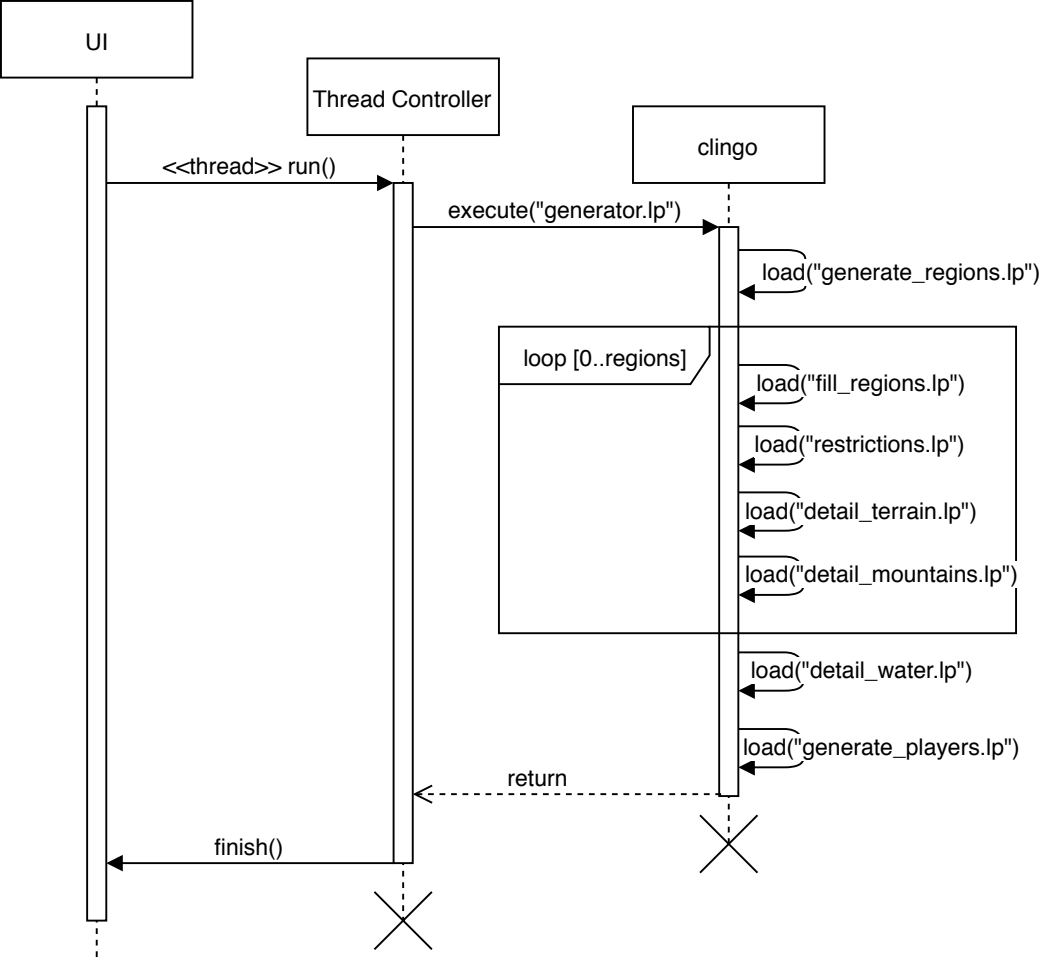 UI
Thread Controller
clingo
<<thread>> run()
execute("generator.lp")
load("generate_regions.lp")
loop [0..regions]
load("fill_regions.lp")
load("restrictions.lp")
load("detail_terrain.lp")
load("detail_mountains.lp")
load("detail_water.lp")
load("generate_players.lp")
return
finish()